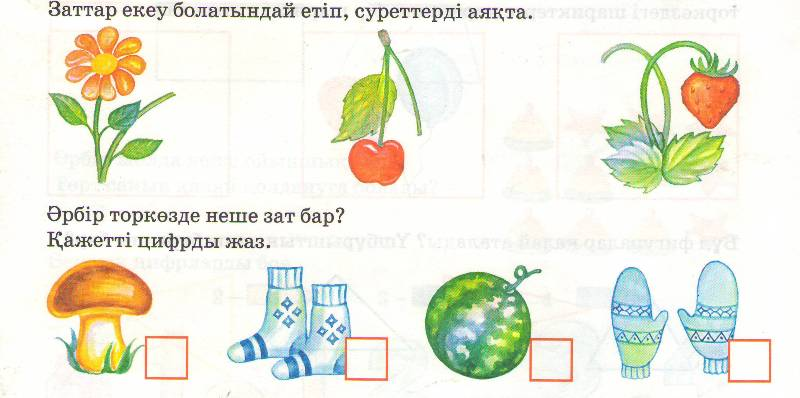 Заттар екеу болатындай етіп, суреттерді аяқта.
Әрбір торкөзде неше зат бар?
Қажетті цифрды жаз.